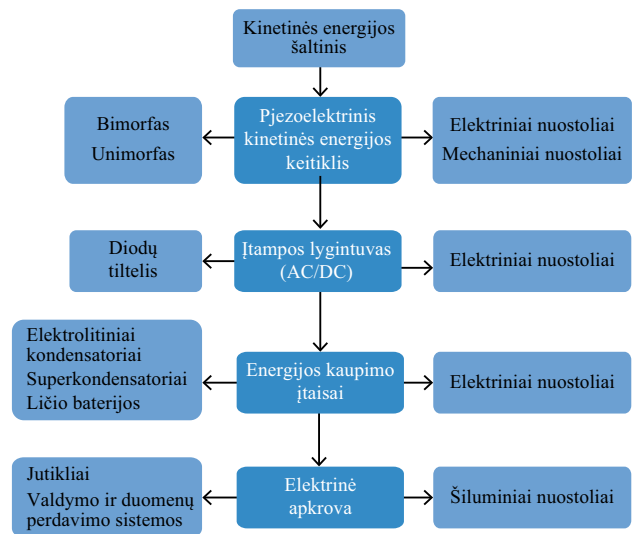 Kinetinės energijos
šaltinis
Bimorfas
Unimorfas
Pjezoelektrinis
kinetinės energijos
keitiklis
Elektriniai nuostoliai
Mechaniniai nuostoliai
Diodų
tiltelis
Įtampos lygintuvas
(AC/DC)
Elektriniai nuostoliai
Elektrolitiniai
kondensatoriai
Superkondensatoriai
Ličio baterijos
Energijos kaupimo
įtaisai
Elektriniai nuostoliai
Jutikliai
Valdymo ir duomenų
perdavimo sistemos
Elektrinė
apkrova
Šiluminiai nuostoliai